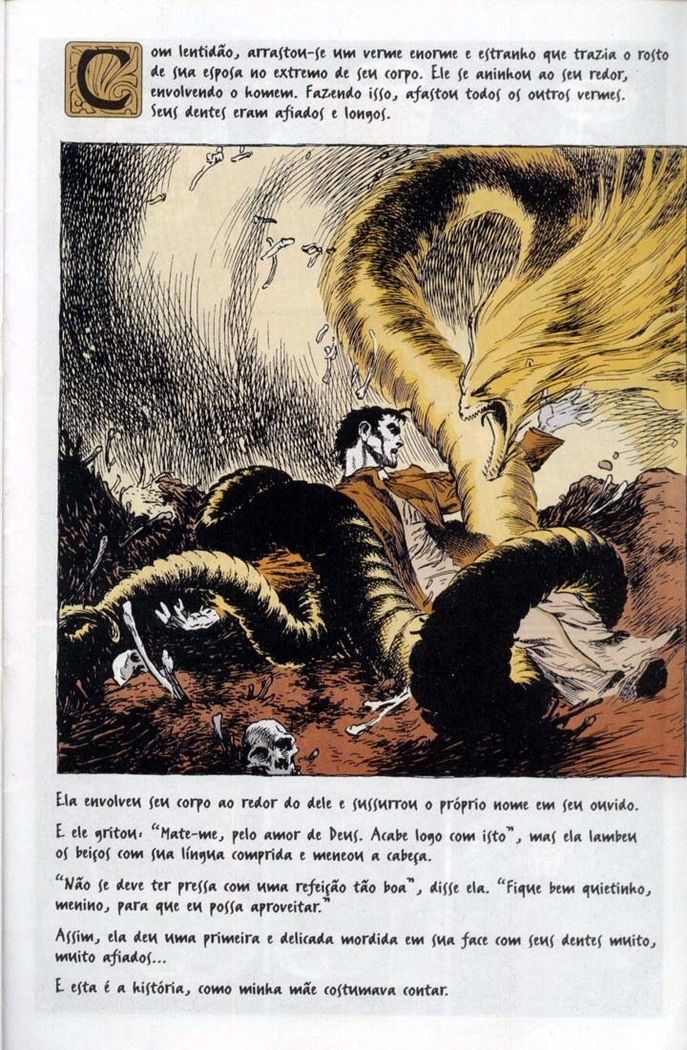 Com lentidão, arrastou-se um verme enorme e estranho que trazia o rosto
de sua esposa no extremo de seu corpo. Ele se aninhou ao seu redor,
envolvendo o homem. Fazendo isso, afastou todos os outros vermes.
Seus dentes eram afiados e longos.
Ela envolveu seu corpo ao redor do dele e sussurrou o próprio nome em seu ouvido.
E ele gritou: “Mate-me, pelo amor de Deus. Acabe logo com isto”, mas ela lambeu
os beiços com sua língua comprida e meneou a cabeça.
“Não se deve ter pressa com uma refeição tão boa”, disse ela. “Fique bem quietinho,
menino, para que eu possa aproveitar.”
Assim, ela deu uma primeira e delicada mordida em sua face com seus dentes muito,
muito afiados...
E esta é a história, como minha mãe costumava contar.